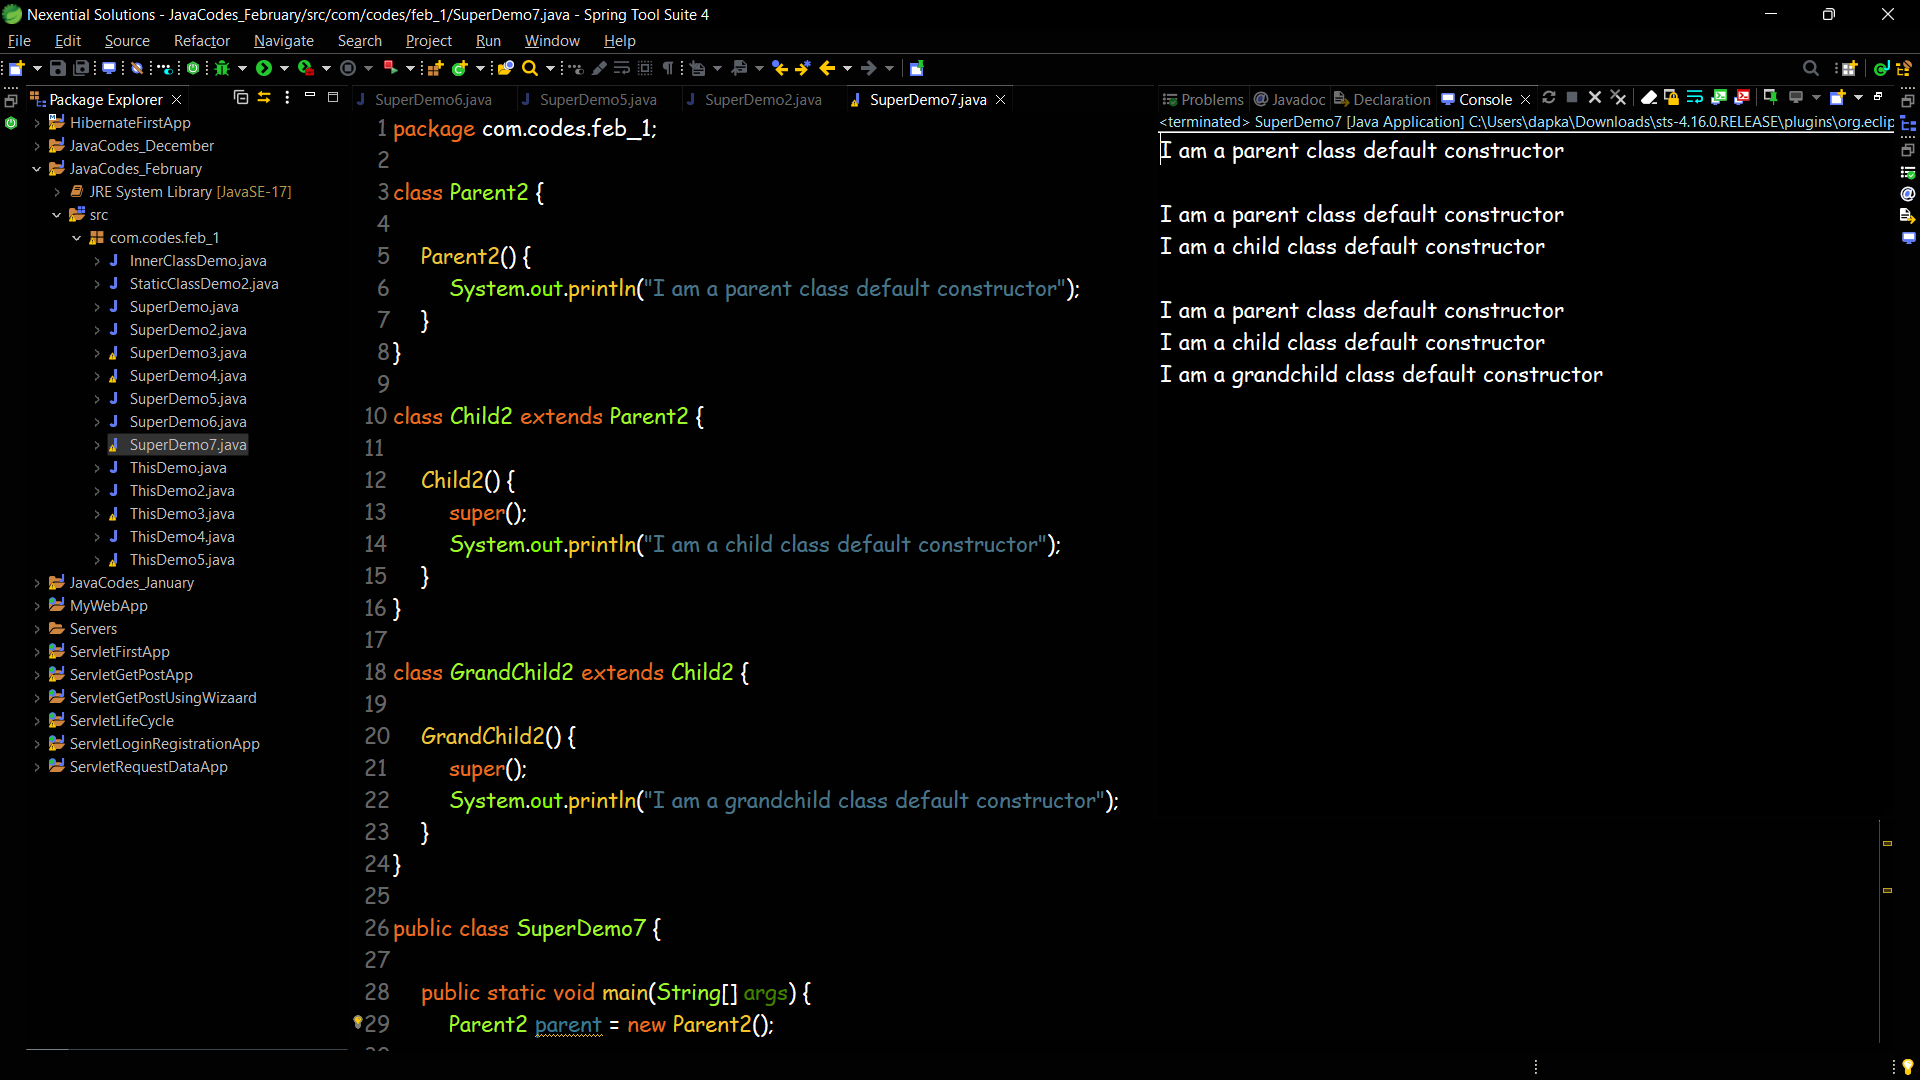 Nexential Solutions - JavaCodes_February/src/com/codes/feb_1/SuperDemo7.java - Spring Tool Suite 4
File Edit Source Refactor Navigate Search Project Run Window Help
Package Explorer
HibernateFirstApp
JavaCodes_December
JavaCodes_February
JRE System Library [JavaSE-17]
src
com.codes.feb_1
InnerClassDemo.java
StaticClassDemo2.java
SuperDemo.java
SuperDemo2.java
SuperDemo3.java
SuperDemo4.java
SuperDemo5.java
SuperDemo6.java
SuperDemo7.java
ThisDemo.java
ThisDemo2.java
ThisDemo3.java
ThisDemo4.java
ThisDemo5.java
JavaCodes_January
MyWebApp
Servers
ServletFirstApp
ServletGetPostApp
ServletGetPostUsingWizaard
ServletLifeCycle
ServletLoginRegistrationApp
ServletRequestDataApp
SuperDemo6.java SuperDemo5.java SuperDemo2.java SuperDemo7.java
1 package com.codes.feb_1;
2
3 class Parent2 {
4
5 Parent2() {
6 System.out.println("I am a parent class default constructor");
7 }
8 }
9
10 class Child2 extends Parent2 {
11
12 Child2() {
13 super();
14 System.out.println("I am a child class default constructor");
15 }
16 }
17
18 class GrandChild2 extends Child2 {
19
20 GrandChild2() {
21 super();
22 System.out.println("I am a grandchild class default constructor");
23 }
24 }
25
26 public class SuperDemo7 {
27
28 public static void main(String[] args) {
29 Parent2 parent = new Parent2();
Problems Javadoc Declaration Console
<terminated> SuperDemo7 [Java Application] C:\Users\dapka\Downloads\sts-4.16.0.RELEASE\plugins\org.eclip
I am a parent class default constructor
I am a parent class default constructor
I am a child class default constructor
I am a parent class default constructor
I am a child class default constructor
I am a grandchild class default constructor